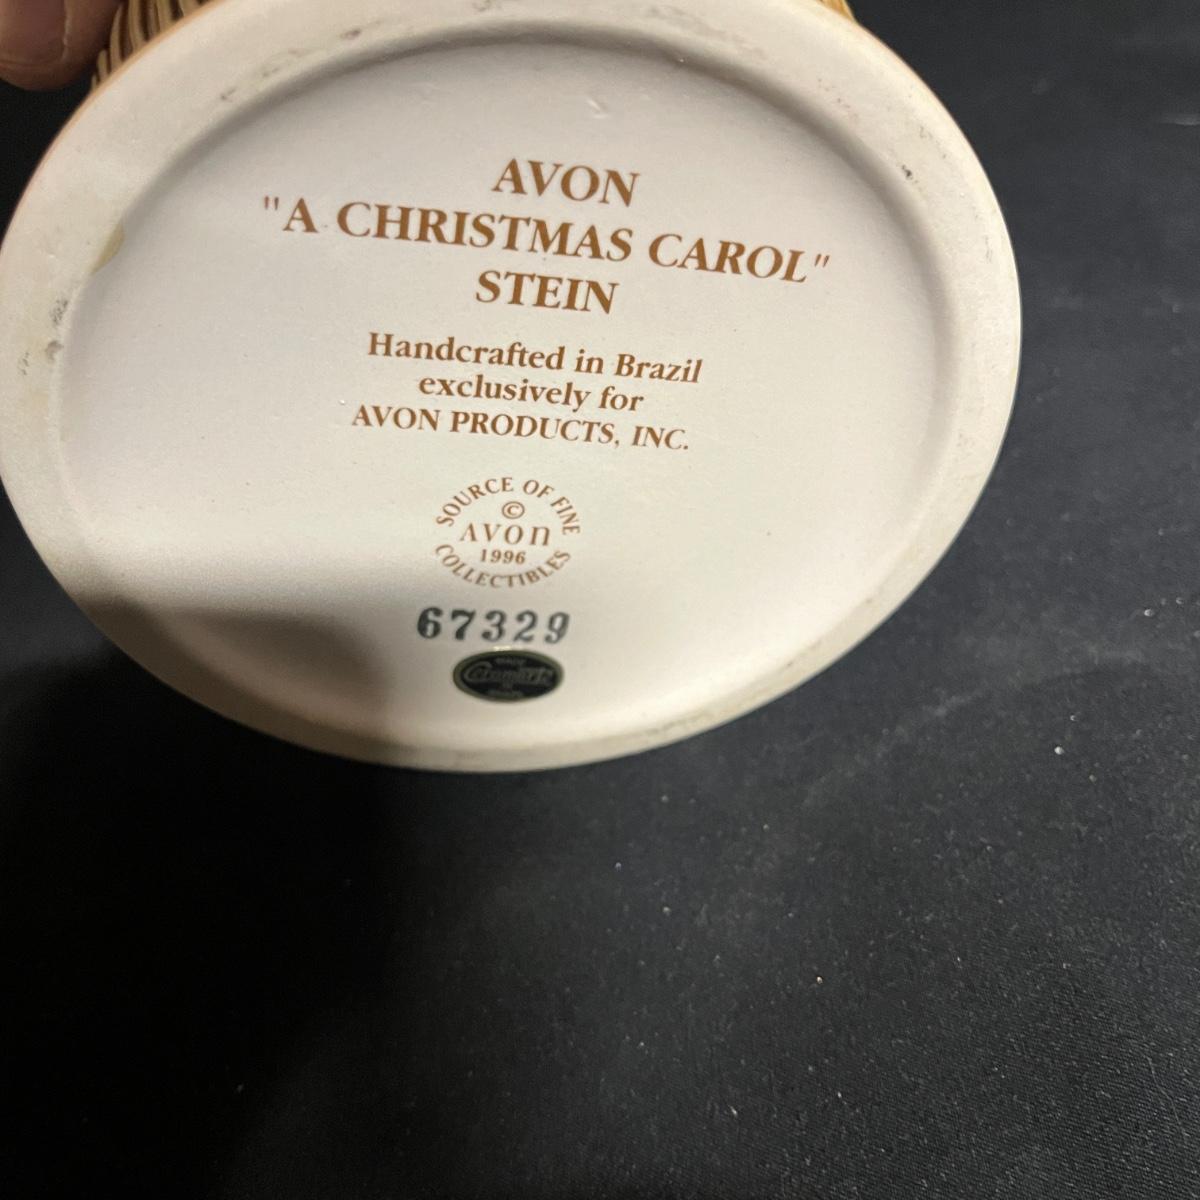 AVON
"A CHRISTMAS CAROL"
STEIN
Handcrafted in Brazil
exclusively for
AVON PRODUCTS, INC.
SOURCE OF FINE
©
AVON
1996
COLLECTIBLES
67329
Ceramarte